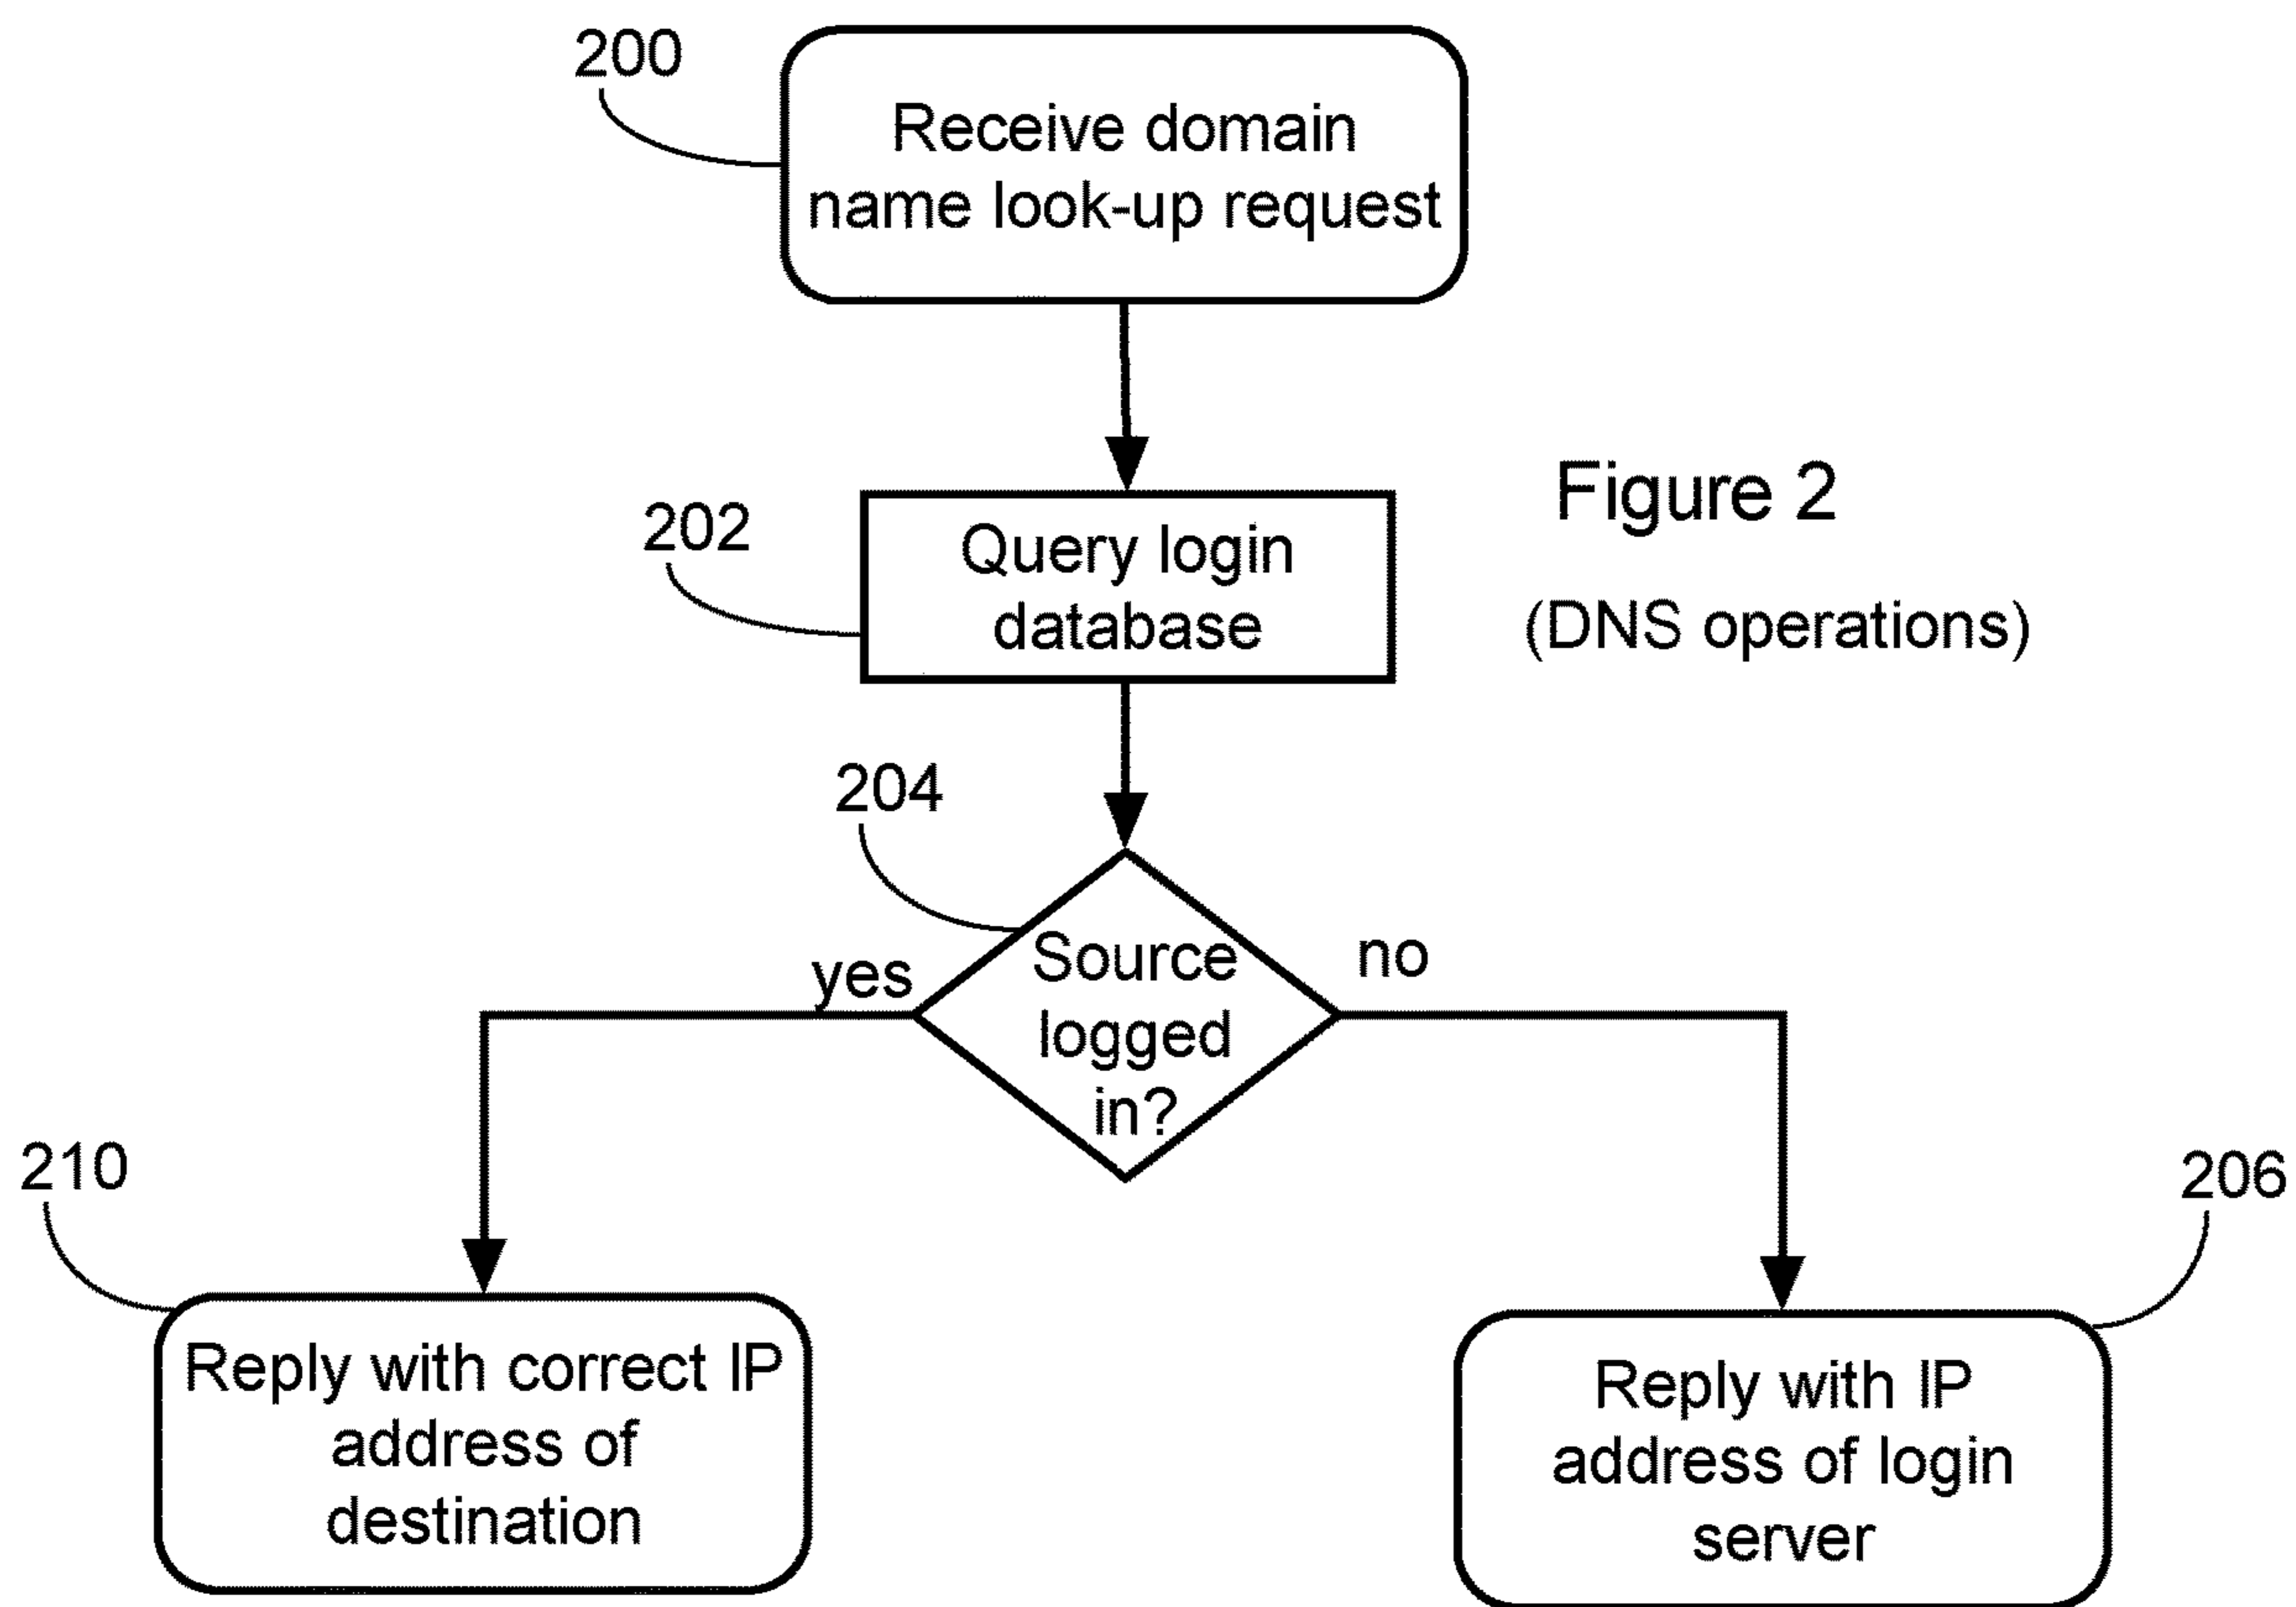 200
Receive domain
name look-up request
202
Query login
database
Figure 2
(DNS operations)
204
Source
logged
in?
yes
no
210
Reply with correct IP
address of
destination
206
Reply with IP
address of login
server